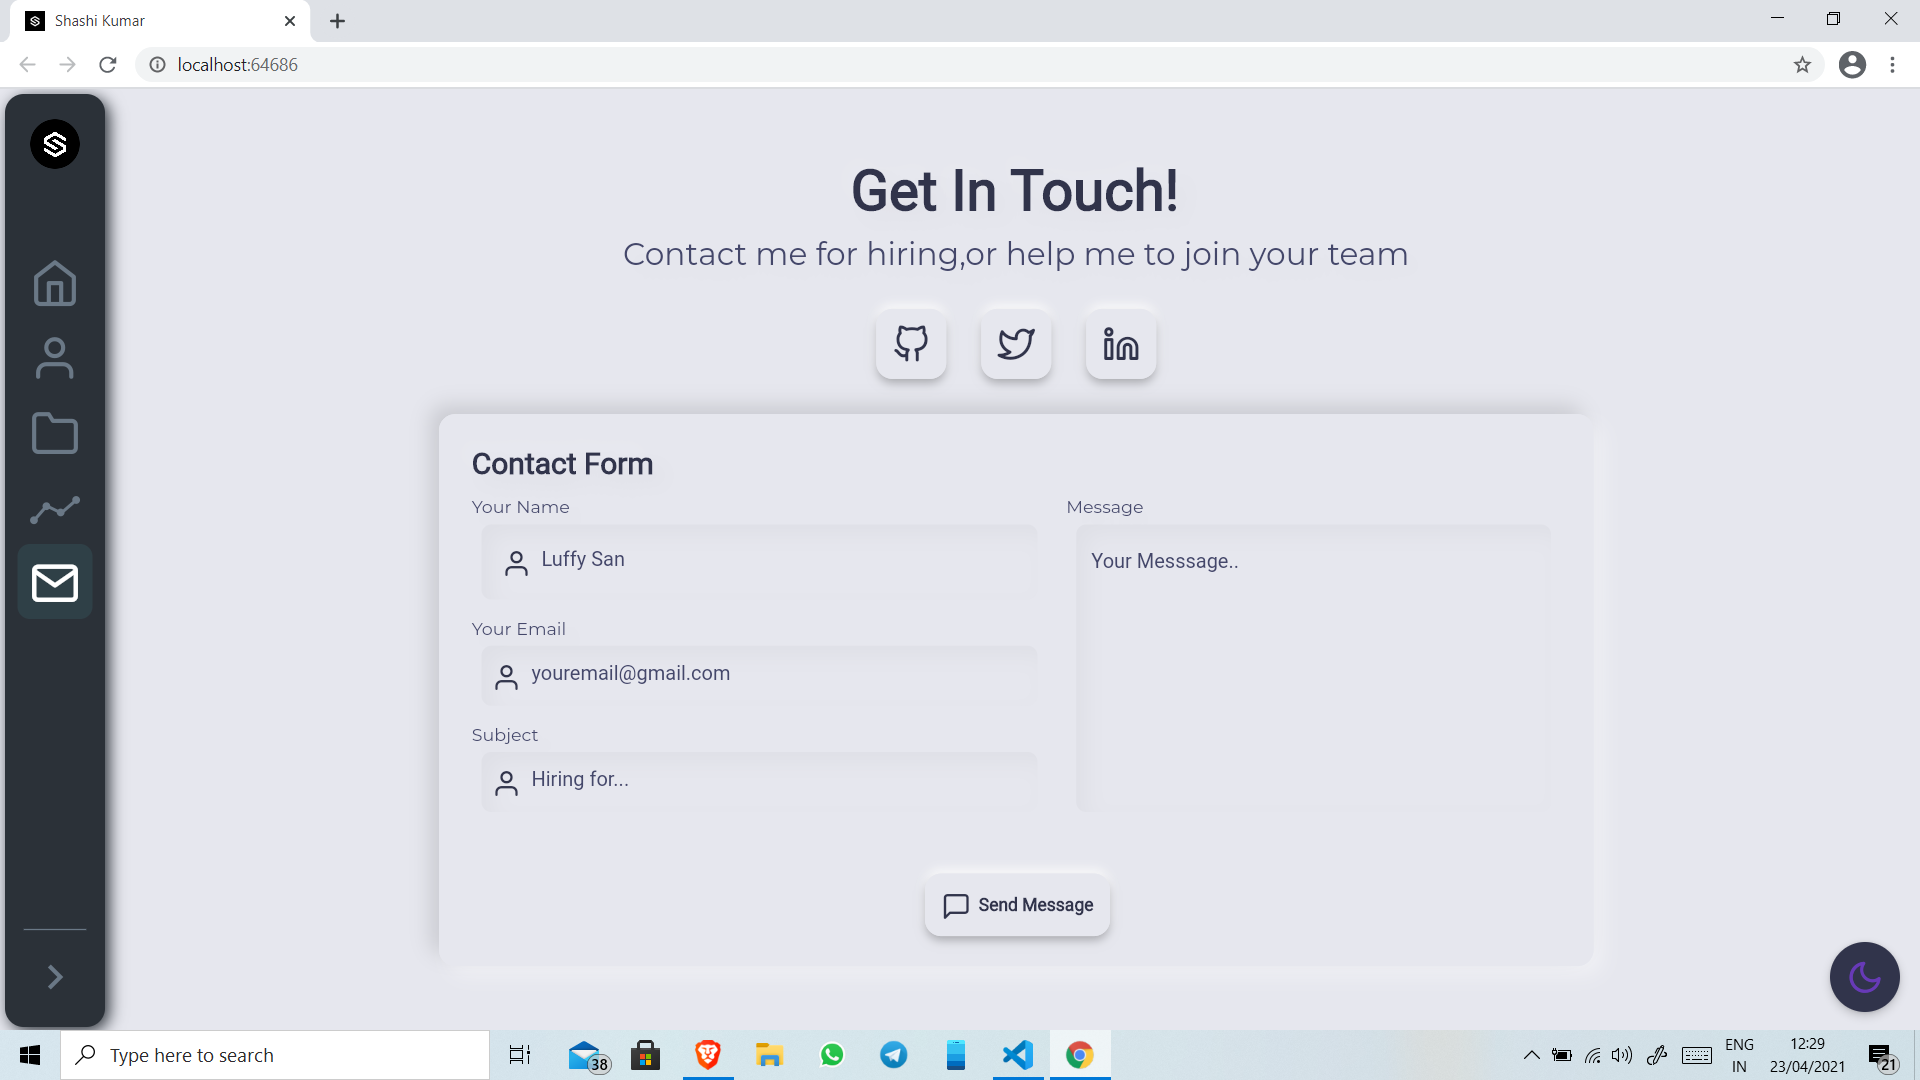 Shashi Kumar
localhost:64686
Get In Touch!
Contact me for hiring,or help me to join your team
Contact Form
Your Name
Luffy San
Your Email
youremail@gmail.com
Subject
Hiring for...
Message
Your Messsage..
Send Message
Type here to search
38
ENG
IN
12:29
23/04/2021
21